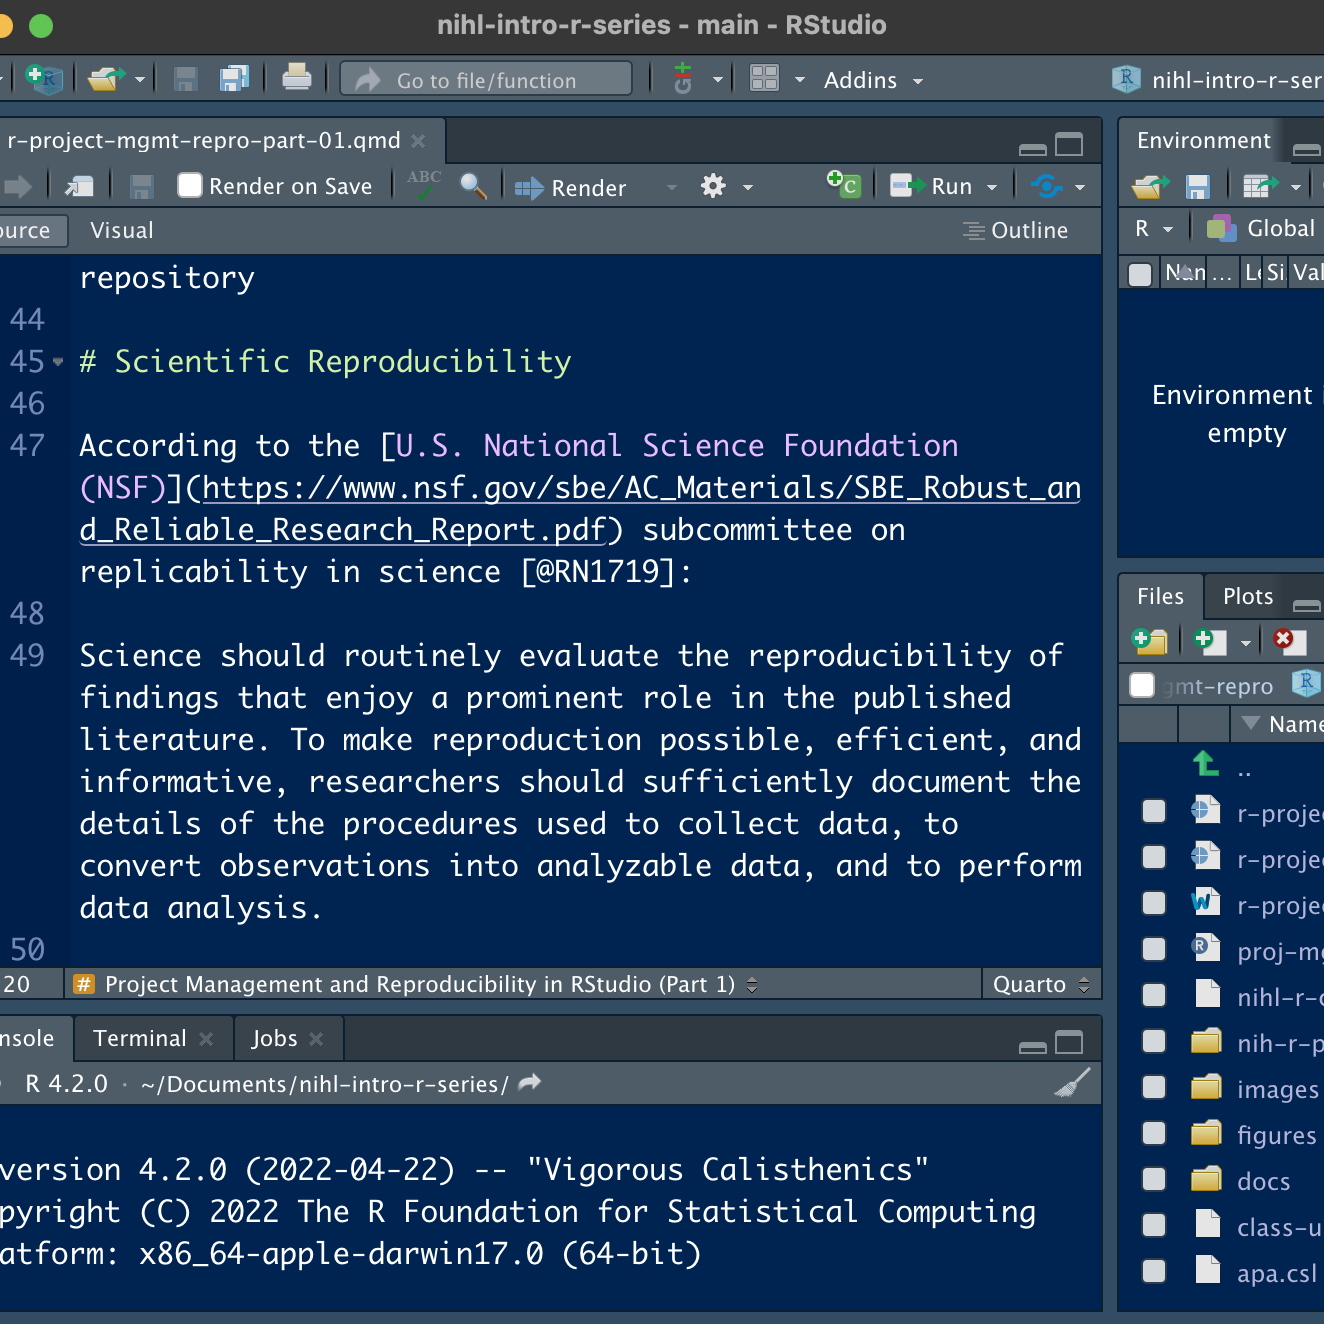 nihl-intro-r-series - main - RStudio
Go to file/function
Addins
nihl-intro-r-ser
r-project-mgmt-repro-part-01.qmd
Render on Save
ABC
Render
Run
ource
Visual
Outline
repository
44
45 # Scientific Reproducibility
46
47 According to the [U.S. National Science Foundation
(NSF)](https://www.nsf.gov/sbe/AC_Materials/SBE_Robust_an
d_Reliable_Research_Report.pdf) subcommittee on
replicability in science [@RN1719]:
48
49 Science should routinely evaluate the reproducibility of
findings that enjoy a prominent role in the published
literature. To make reproduction possible, efficient, and
informative, researchers should sufficiently document the
details of the procedures used to collect data, to
convert observations into analyzable data, and to perform
data analysis.
50
20 # Project Management and Reproducibility in RStudio (Part 1)
Quarto
nsole
Terminal
Jobs
R 4.2.0 · ~/Documents/nihl-intro-r-series/
version 4.2.0 (2022-04-22) -- "Vigorous Calisthenics"
pyright (C) 2022 The R Foundation for Statistical Computing
atform: x86_64-apple-darwin17.0 (64-bit)
Environment
R
Global
Nan ... Le Si Val
Environment i
empty
Files
Plots
gmt-repro
Name
..
r-projec
r-projec
r-projec
proj-mg
nihl-r-c
nih-r-p
images
figures
docs
class-u
apa.csl